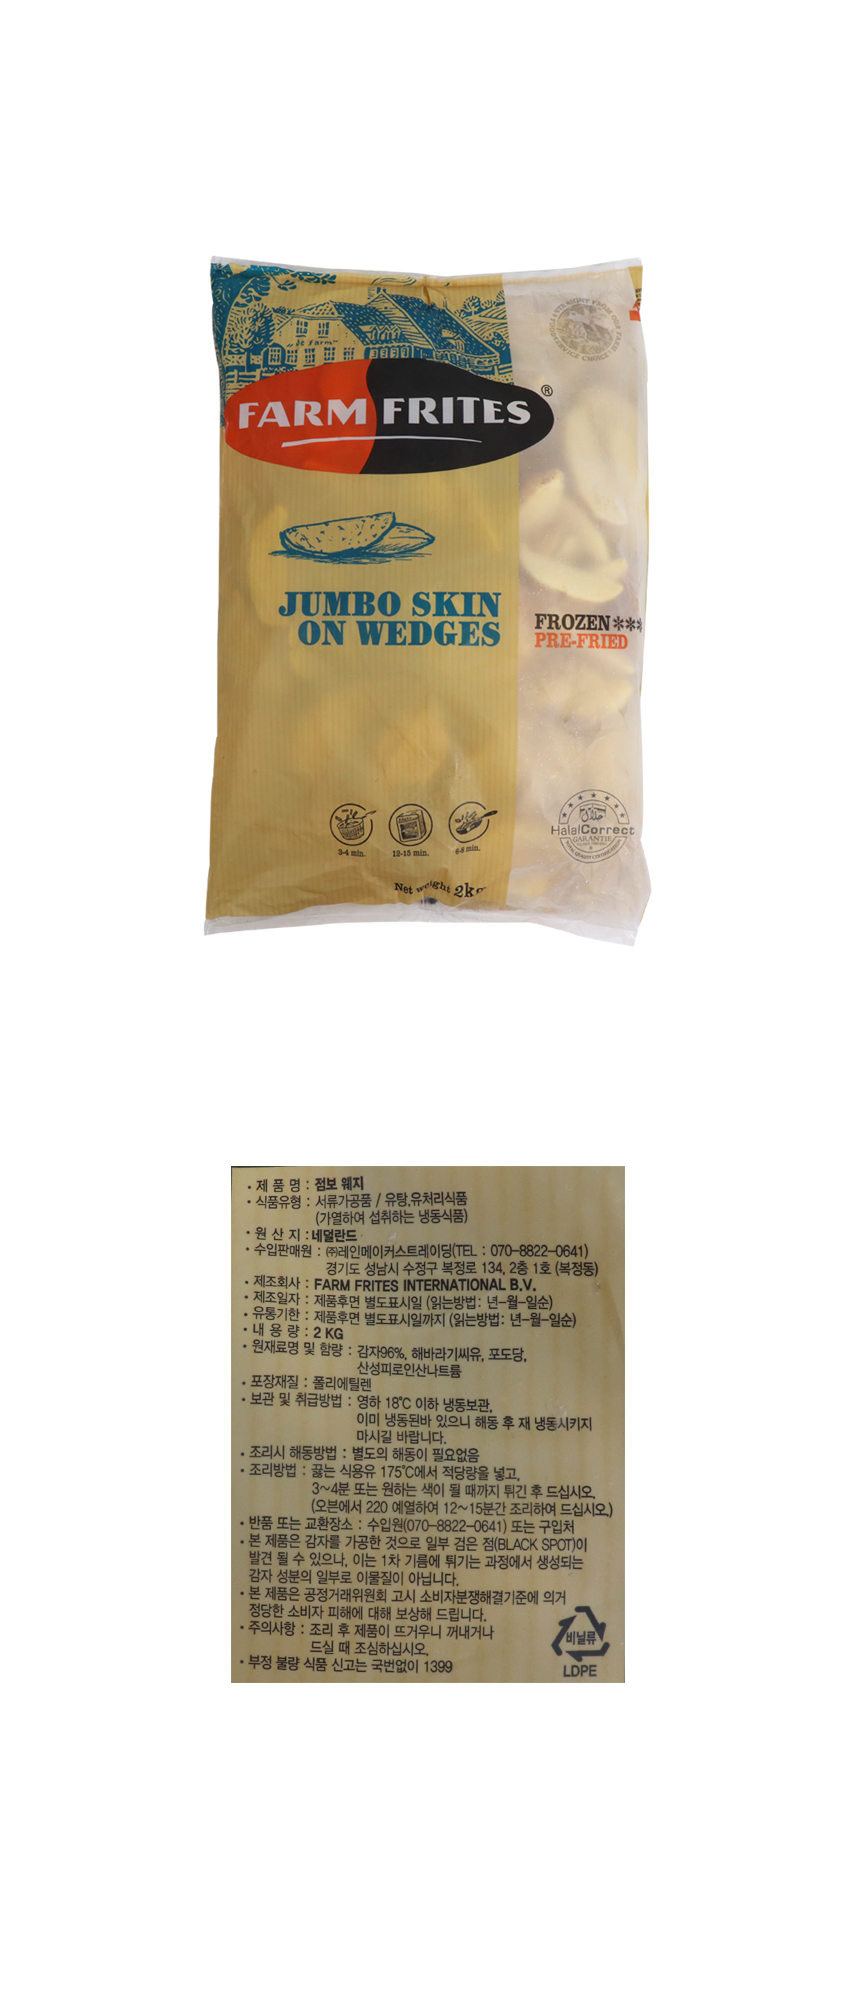 de Farm
FARM FRITES®
JUMBO SKIN
ON WEDGES
FROZEN***
PRE-FRIED
3-4 min.
12-15 min.
6-8 min.
HalalCorrect
GARANTIE
Net weight 2kg
• 제 품 명 : 점보 웨지
• 식품유형 : 서류가공품 / 유탕,유처리식품
(가열하여 섭취하는 냉동식품)
• 원 산 지 : 네덜란드
• 수입판매원 : ㈜레인메이커스트레이딩(TEL : 070-8822-0641)
경기도 성남시 수정구 복정로 134, 2층 1호 (복정동)
• 제조회사 : FARM FRITES INTERNATIONAL B.V.
• 제조일자 : 제품후면 별도표시일 (읽는방법: 년-월-일순)
• 유통기한 : 제품후면 별도표시일까지 (읽는방법: 년-월-일순)
• 내 용 량 : 2 KG
• 원재료명 및 함량 : 감자96%, 해바라기씨유, 포도당,
산성피로인산나트륨
• 포장재질 : 폴리에틸렌
• 보관 및 취급방법 : 영하 18℃ 이하 냉동보관,
이미 냉동된바 있으니 해동 후 재 냉동시키지
마시길 바랍니다.
• 조리시 해동방법 : 별도의 해동이 필요없음
• 조리방법 : 끓는 식용유 175℃에서 적당량을 넣고,
3~4분 또는 원하는 색이 될 때까지 튀긴 후 드십시오.
(오븐에서 220 예열하여 12~15분간 조리하여 드십시오.)
• 반품 또는 교환장소 : 수입원(070-8822-0641) 또는 구입처
• 본 제품은 감자를 가공한 것으로 일부 검은 점(BLACK SPOT)이
발견 될 수 있으나, 이는 1차 기름에 튀기는 과정에서 생성되는
감자 성분의 일부로 이물질이 아닙니다.
• 본 제품은 공정거래위원회 고시 소비자분쟁해결기준에 의거
정당한 소비자 피해에 대해 보상해 드립니다.
• 주의사항 : 조리 후 제품이 뜨거우니 꺼내거나
드실 때 조심하십시오.
• 부정 불량 식품 신고는 국번없이 1399
비닐류
LDPE